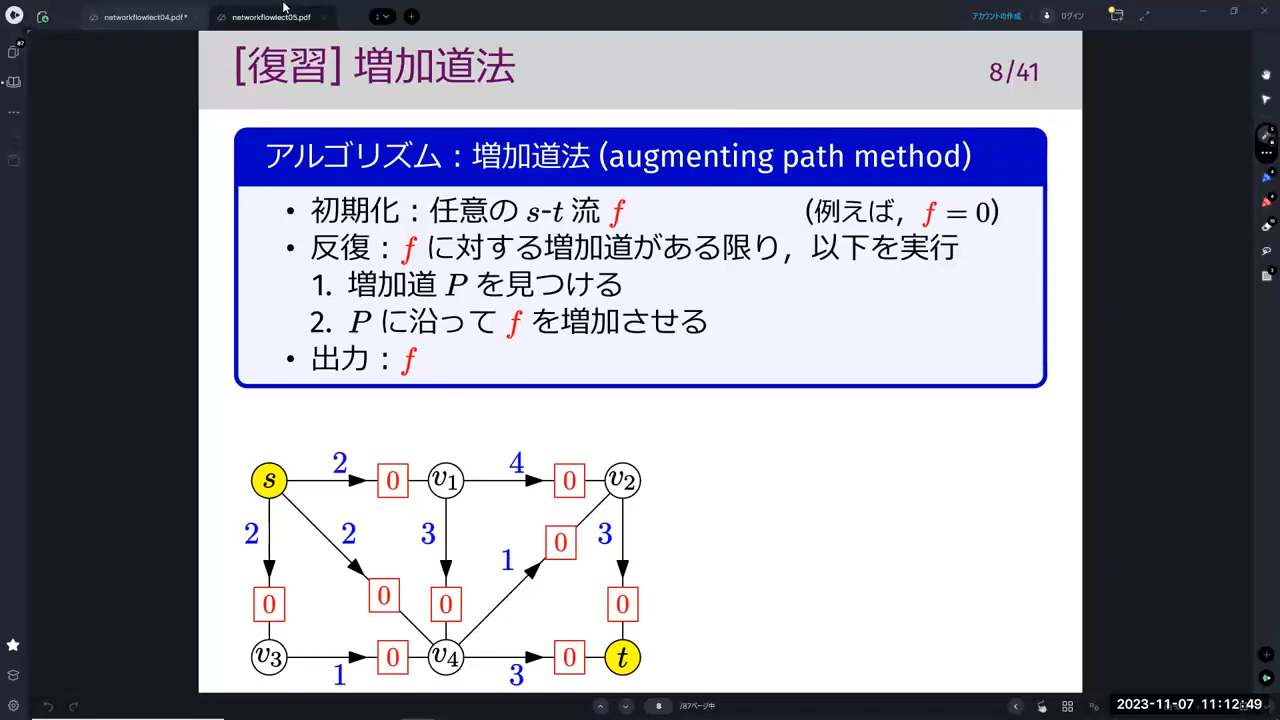 networkflowlect04.pdf*
networkflowlect05.pdf
2
アカウントの作成
ログイン
[復習] 増加道法
8/41
アルゴリズム：増加道法 (augmenting path method)
• 初期化：任意の s-t 流 f (例えば，f = 0)
• 反復：f に対する増加道がある限り，以下を実行
1. 増加道 P を見つける
2. P に沿って f を増加させる
• 出力：f
s 2 0 v1 4 0 v2
2 2 3 1 0 3
0 0 0 0
v3 1 0 v4 3 0 t
8 /87ページ中
2023-11-07 11:12:49